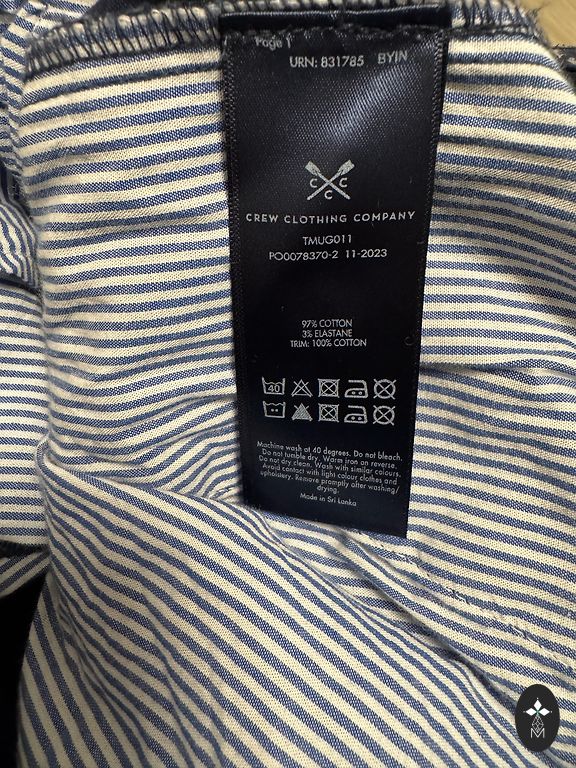 Page 1
URN: 831785 BYIN
C C
C
CREW CLOTHING COMPANY
TMUG011
PO0078370-2 11-2023
97% COTTON
3% ELASTANE
TRIM: 100% COTTON
40
Machine wash at 40 degrees. Do not bleach.
Do not tumble dry. Warm iron on reverse.
Do not dry clean. Wash with similar colours.
Avoid contact with light colour clothes and
upholstery. Remove promptly after washing/
drying.
Made in Sri Lanka
M